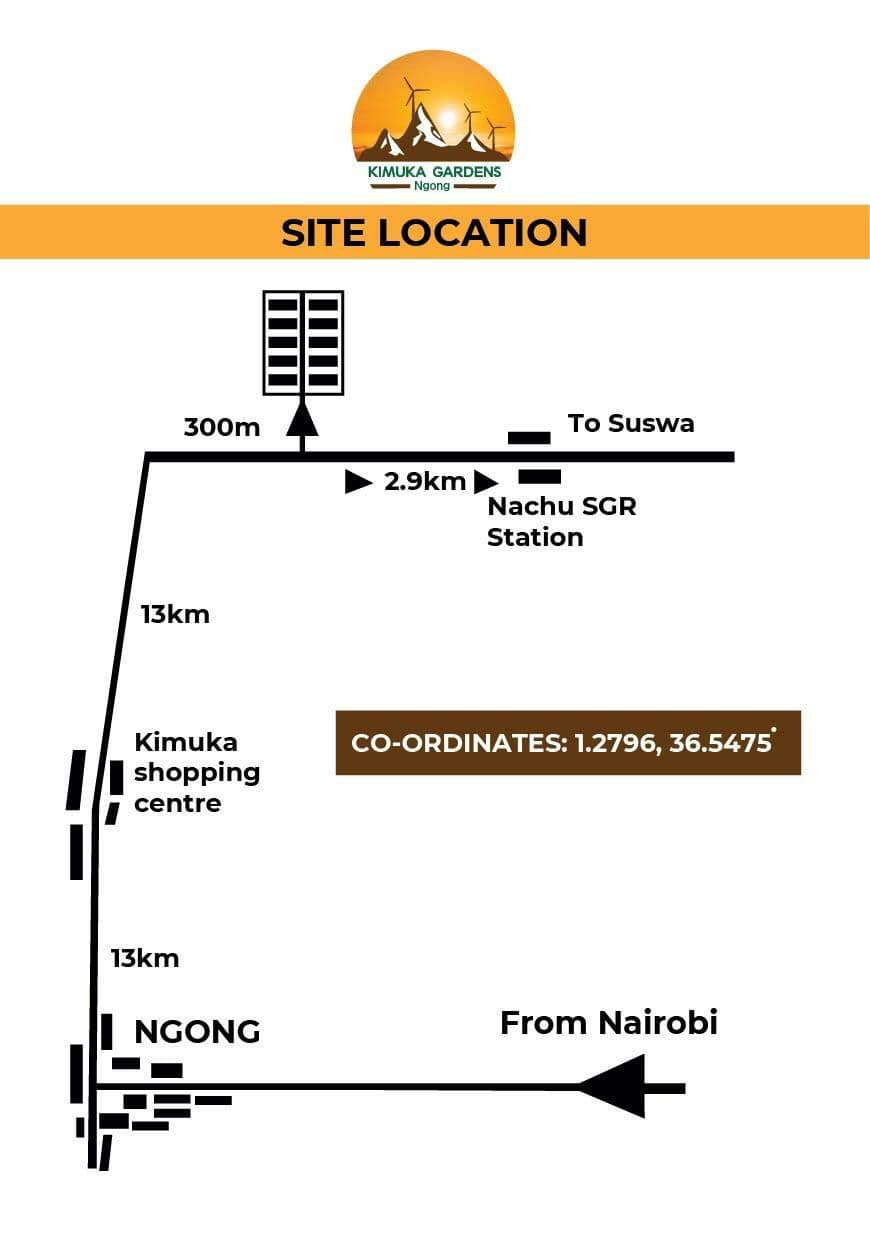 KIMUKA GARDENS
Ngong
SITE LOCATION
300m
To Suswa
2.9km
Nachu SGR
Station
13km
Kimuka
shopping
centre
CO-ORDINATES: 1.2796, 36.5475°
13km
NGONG
From Nairobi